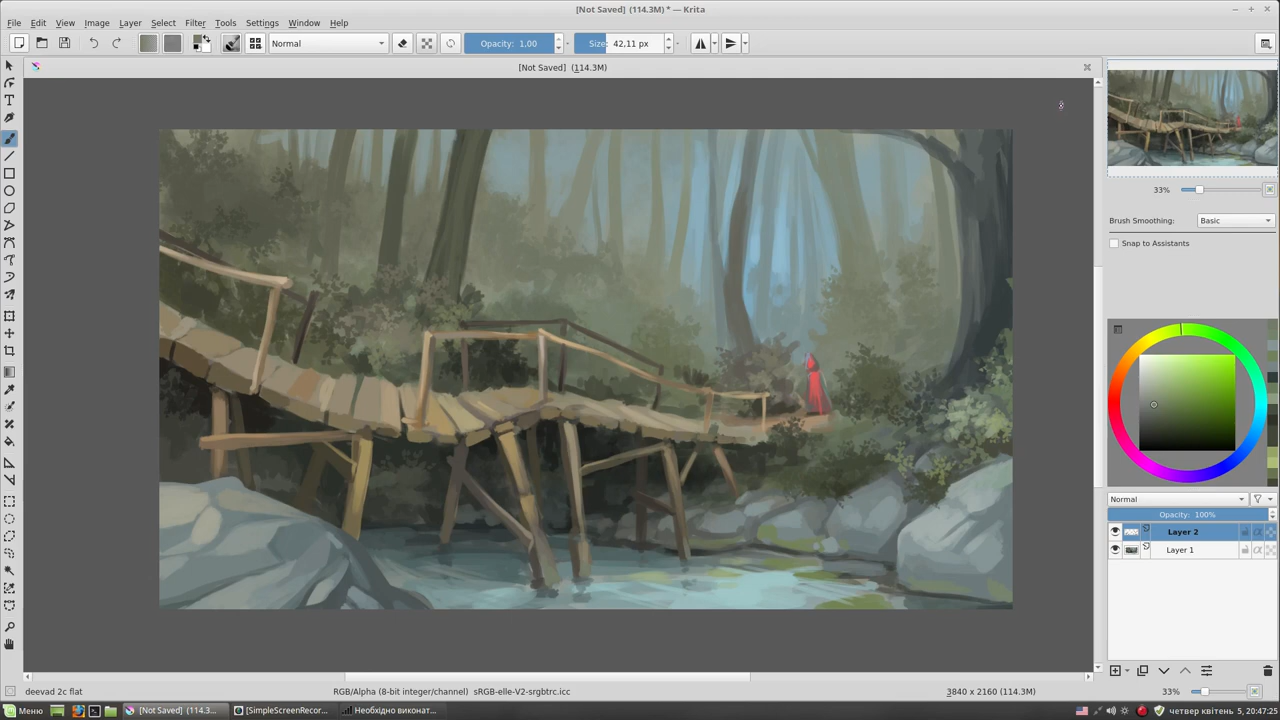 [Not Saved]  (114.3M) * — Krita
File Edit View Image Layer Select Filter Tools Settings Window Help
Normal
Opacity:  1,00
Size:  42,11 px
[Not Saved]  (114.3M)
33%
Brush Smoothing:
Basic
Snap to Assistants
Normal
Opacity:  100%
Layer 2
Layer 1
deevad 2c flat
RGB/Alpha (8-bit integer/channel)  sRGB-elle-V2-srgbtrc.icc
3840 x 2160 (114.3M)
33%
Меню
[Not Saved]  (114.3...
[SimpleScreenRecor...
Необхідно виконат...
четвер квітень 5, 20:47:25